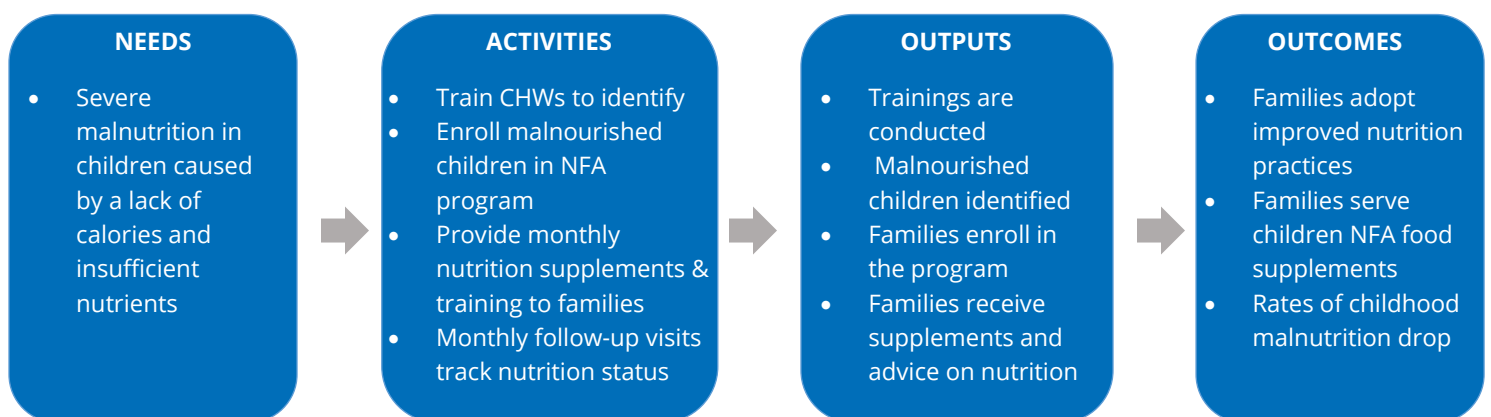 NEEDS
• Severe
malnutrition in
children caused
by a lack of
calories and
insufficient
nutrients
ACTIVITIES
• Train CHWs to identify
• Enroll malnourished
children in NFA
program
• Provide monthly
nutrition supplements &
training to families
• Monthly follow-up visits
track nutrition status
OUTPUTS
• Trainings are
conducted
• Malnourished
children identified
• Families enroll in
the program
• Families receive
supplements and
advice on nutrition
OUTCOMES
• Families adopt
improved nutrition
practices
• Families serve
children NFA food
supplements
• Rates of childhood
malnutrition drop